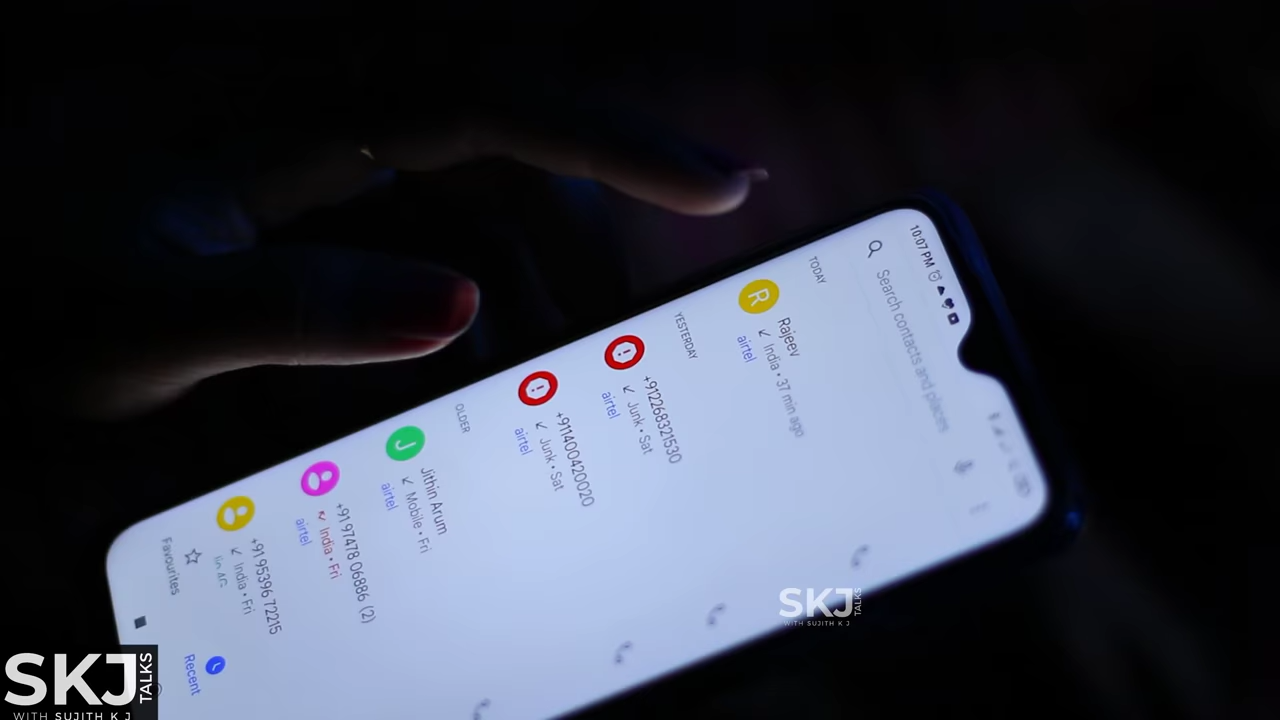 10:07 PM
Search contacts and places
TODAY
Rajeev
India • 37 min ago
airtel
YESTERDAY
+912268321530
Junk • Sat
airtel
+911400420020
Junk • Sat
airtel
OLDER
Jithin Arum
Mobile • Fri
airtel
+91 97478 06886 (2)
India • Fri
airtel
+91 95396 72215
India • Fri
Favourites
Recent
SKJ
TALKS
WITH SUJITH K J
SKJ
TALKS
WITH SUJITH K J